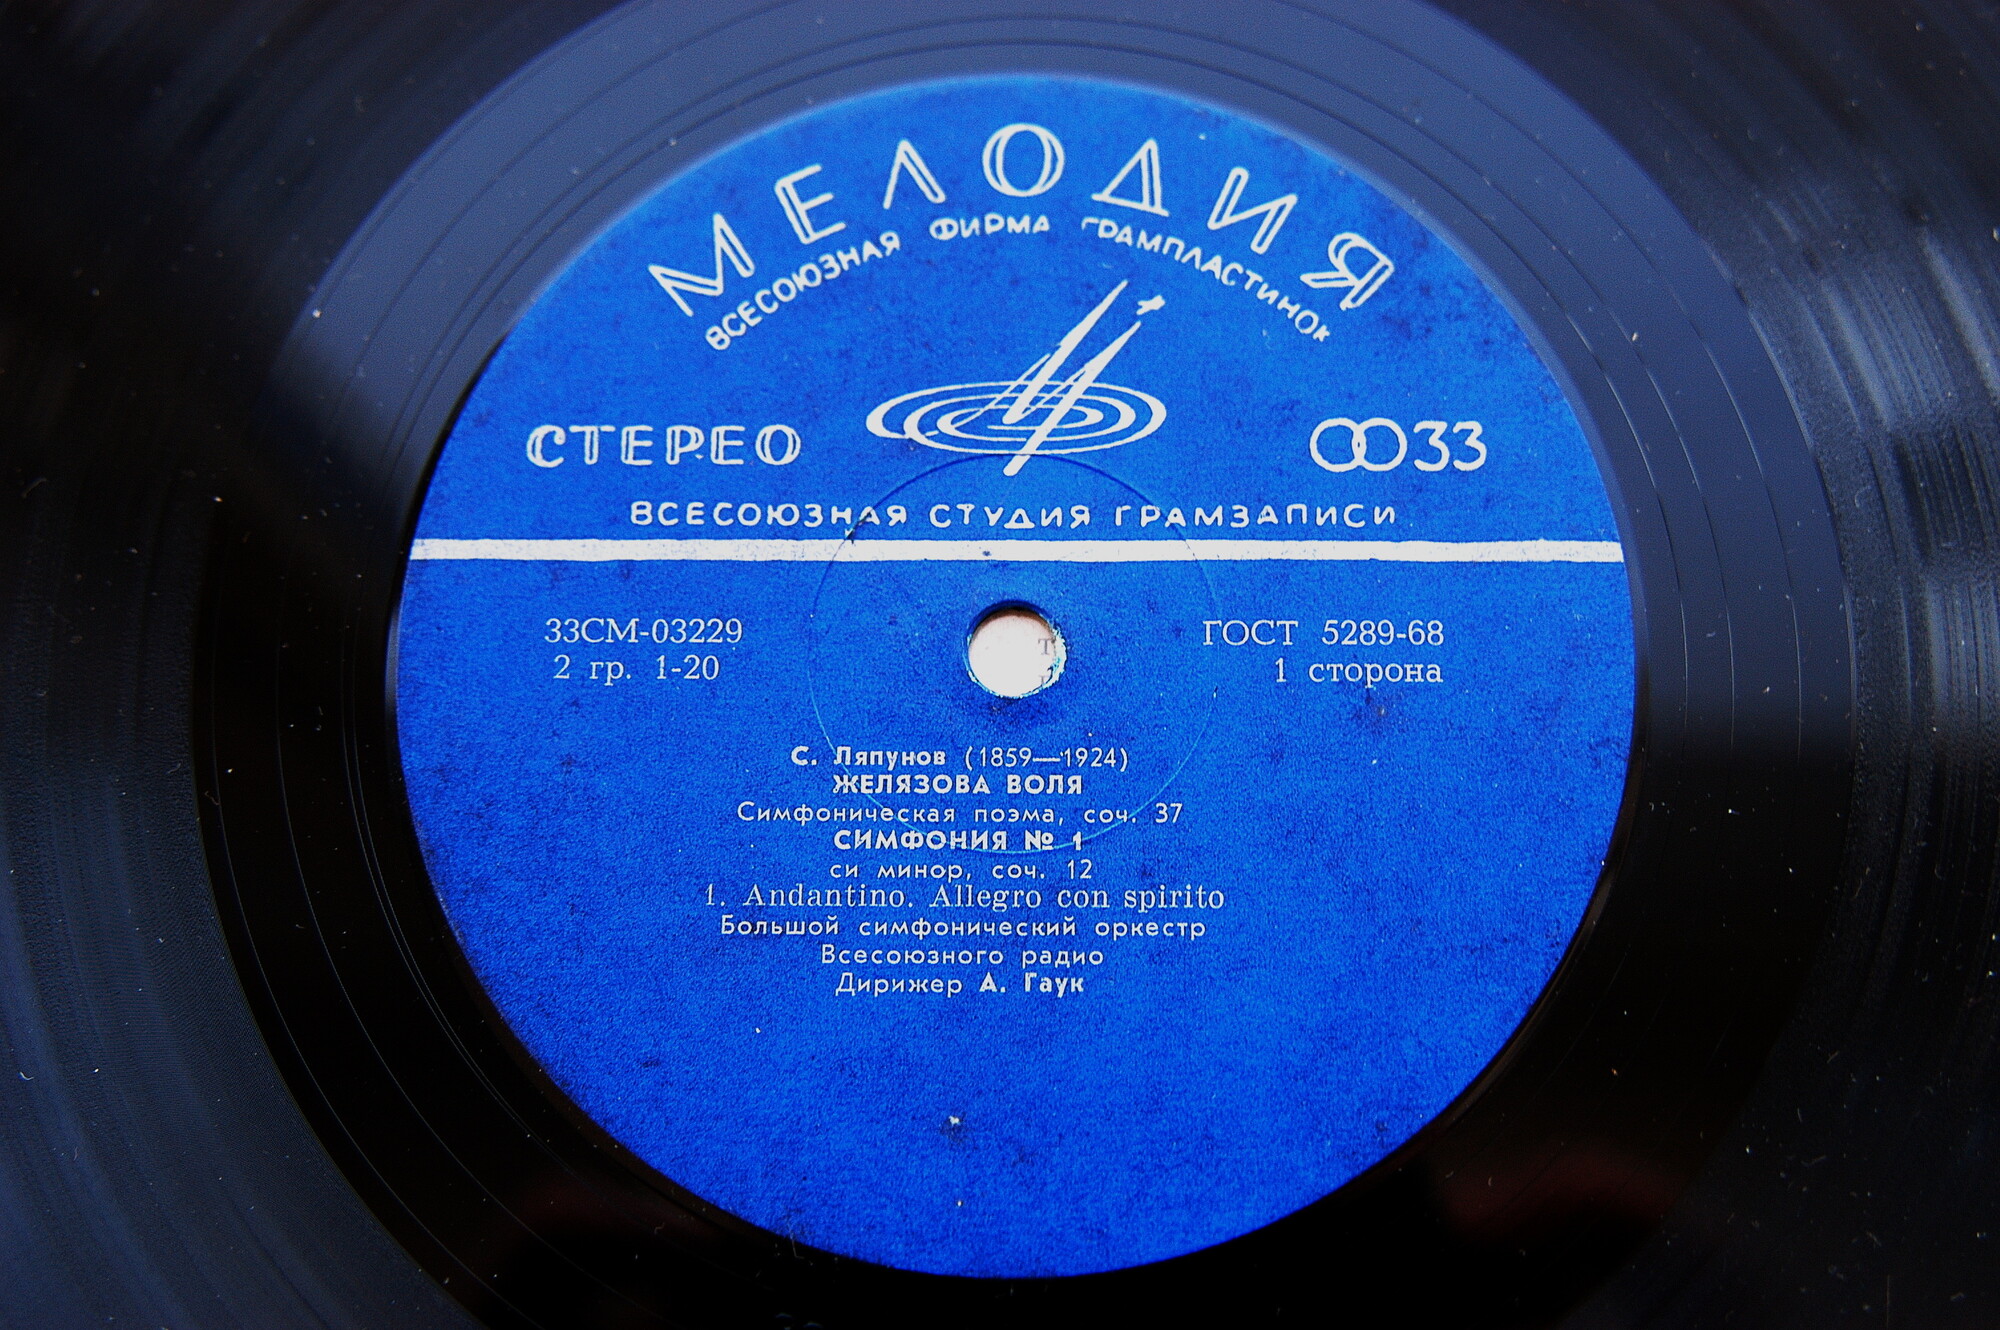 МЕЛОДИЯ
ВСЕСОЮЗНАЯ ФИРМА ГРАМПЛАСТИНОК
СТЕРЕО
33
ВСЕСОЮЗНАЯ СТУДИЯ ГРАМЗАПИСИ
33СМ-03229
ГОСТ 5289-68
2 гр. 1-20
1 сторона
С. Ляпунов (1859—1924)
ЖЕЛЯЗОВА ВОЛЯ
Симфоническая поэма, соч. 37
СИМФОНИЯ № 1
си минор, соч. 12
1. Andantino. Allegro con spirito
Большой симфонический оркестр
Всесоюзного радио
Дирижер А. Гаук